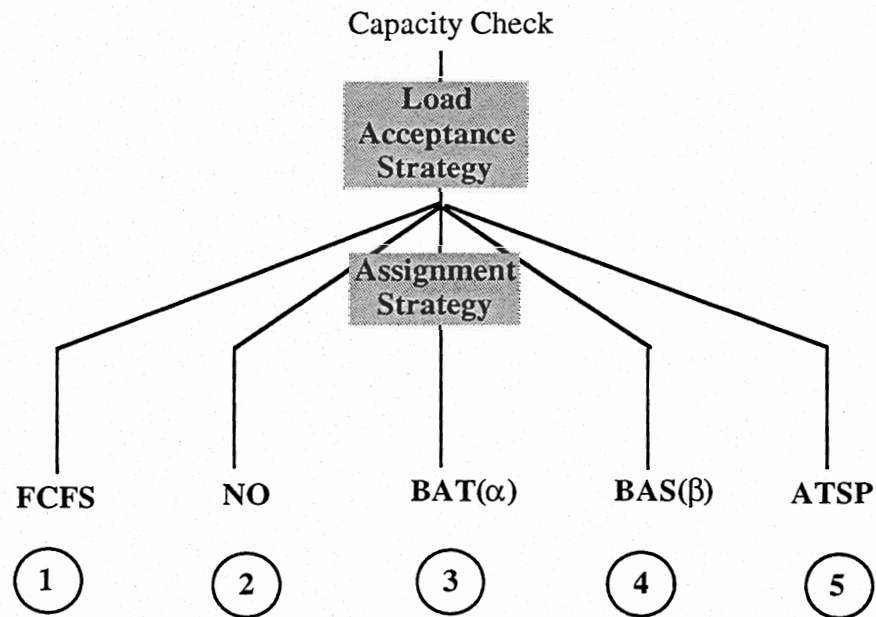 Capacity Check
Load
Acceptance
Strategy
Assignment
Strategy
FCFS NO BAT(α) BAS(β) ATSP
1 2 3 4 5